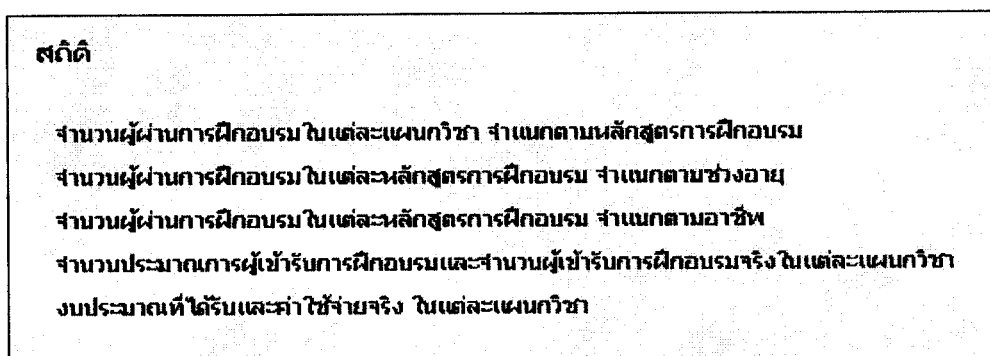 สถิติ
จำนวนผู้ผ่านการฝึกอบรมในแต่ละแผนกวิชา จำแนกตามหลักสูตรการฝึกอบรม
จำนวนผู้ผ่านการฝึกอบรมในแต่ละหลักสูตรการฝึกอบรม จำแนกตามช่วงอายุ
จำนวนผู้ผ่านการฝึกอบรมในแต่ละหลักสูตรการฝึกอบรม จำแนกตามอาชีพ
จำนวนประมาณการผู้เข้ารับการฝึกอบรมและจำนวนผู้เข้ารับการฝึกอบรมจริงในแต่ละแผนกวิชา
งบประมาณที่ได้รับและค่าใช้จ่ายจริง ในแต่ละแผนกวิชา